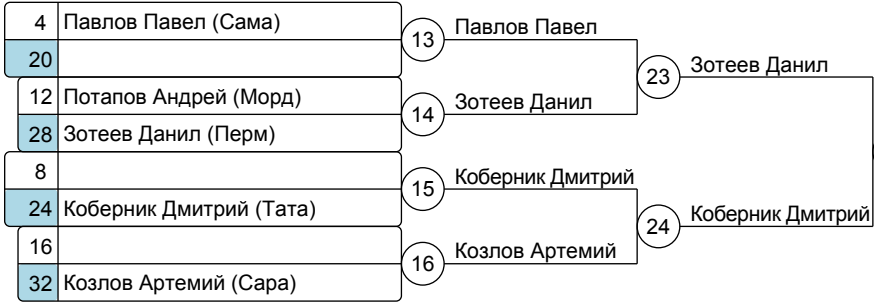 4 Павлов Павел (Сама)
20
12 Потапов Андрей (Морд)
28 Зотеев Данил (Перм)
8
24 Коберник Дмитрий (Тата)
16
32 Козлов Артемий (Сара)
13 Павлов Павел
14 Зотеев Данил
15 Коберник Дмитрий
16 Козлов Артемий
23 Зотеев Данил
24 Коберник Дмитрий